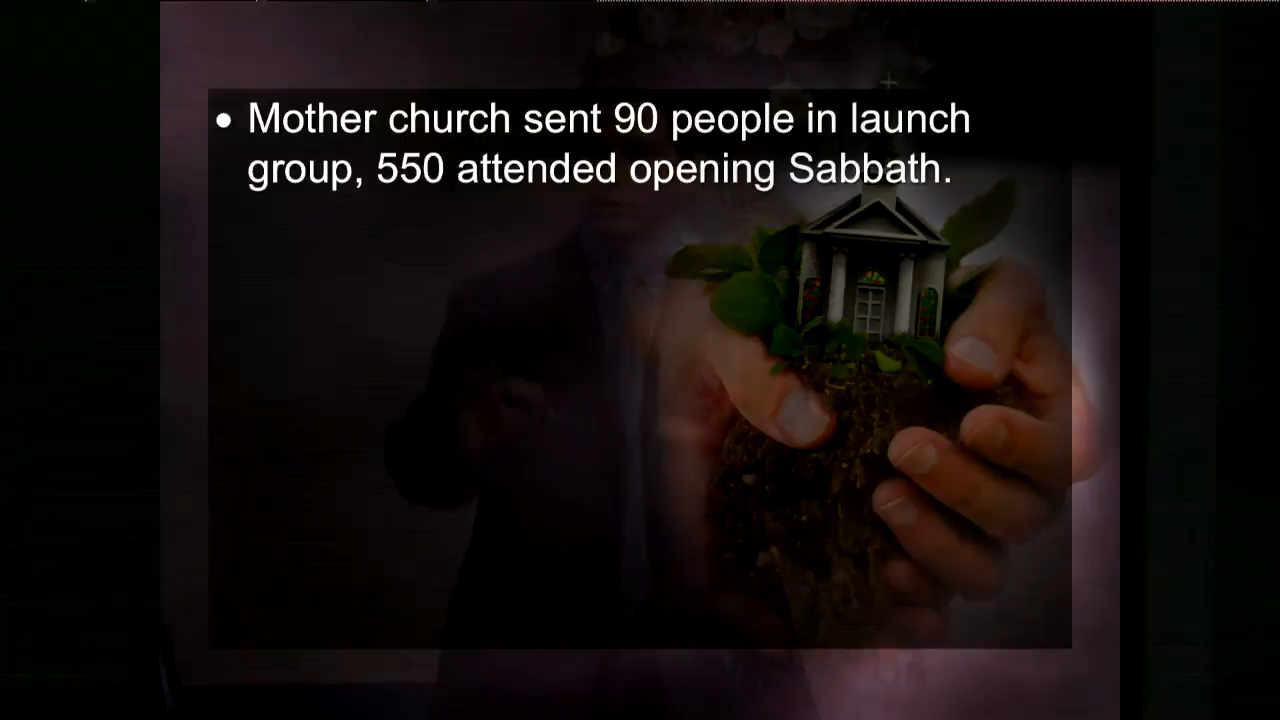 • Mother church sent 90 people in launch
group, 550 attended opening Sabbath.